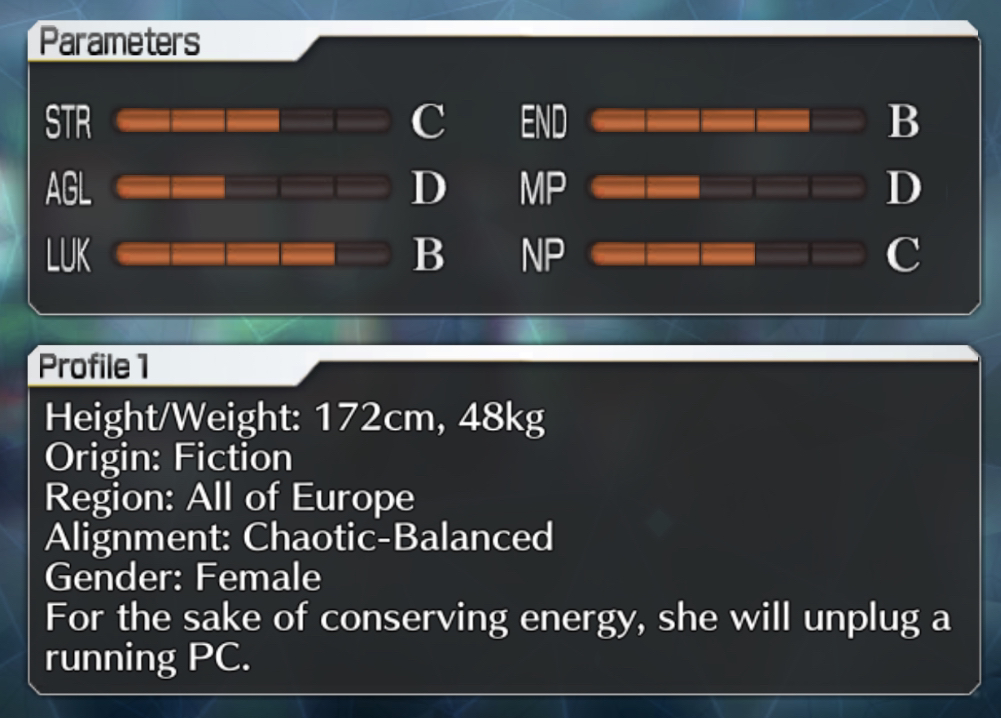 Parameters
STR C END B
AGL D MP D
LUK B NP C
Profile 1
Height/Weight: 172cm, 48kg
Origin: Fiction
Region: All of Europe
Alignment: Chaotic-Balanced
Gender: Female
For the sake of conserving energy, she will unplug a
running PC.